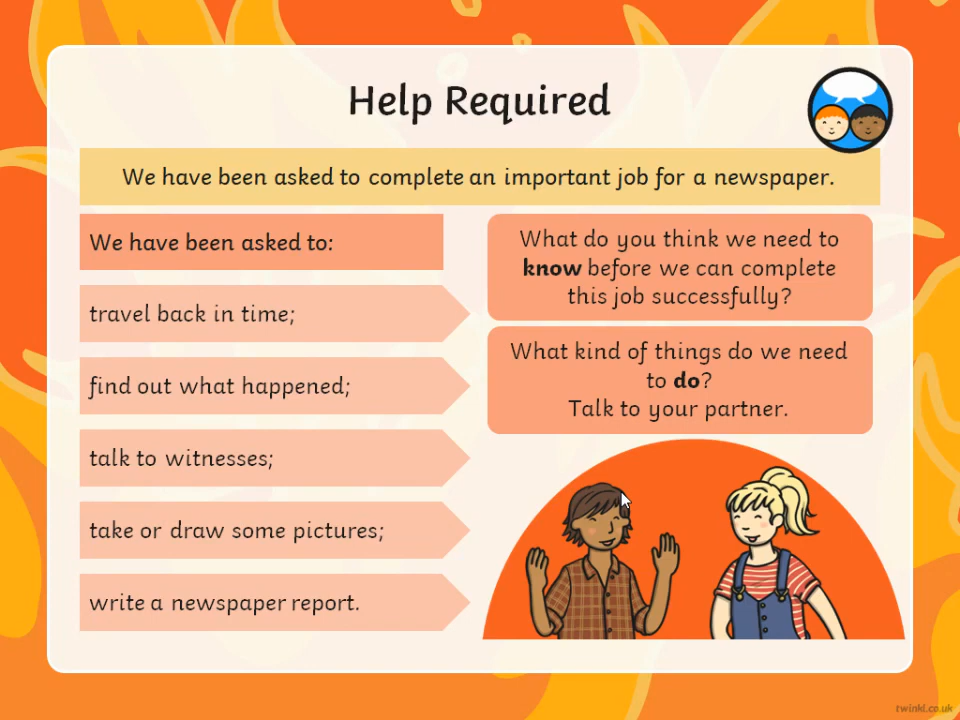 Help Required
We have been asked to complete an important job for a newspaper.
We have been asked to:
travel back in time;
find out what happened;
talk to witnesses;
take or draw some pictures;
write a newspaper report.
What do you think we need to
know before we can complete
this job successfully?
What kind of things do we need
to do?
Talk to your partner.
twinkl.co.uk